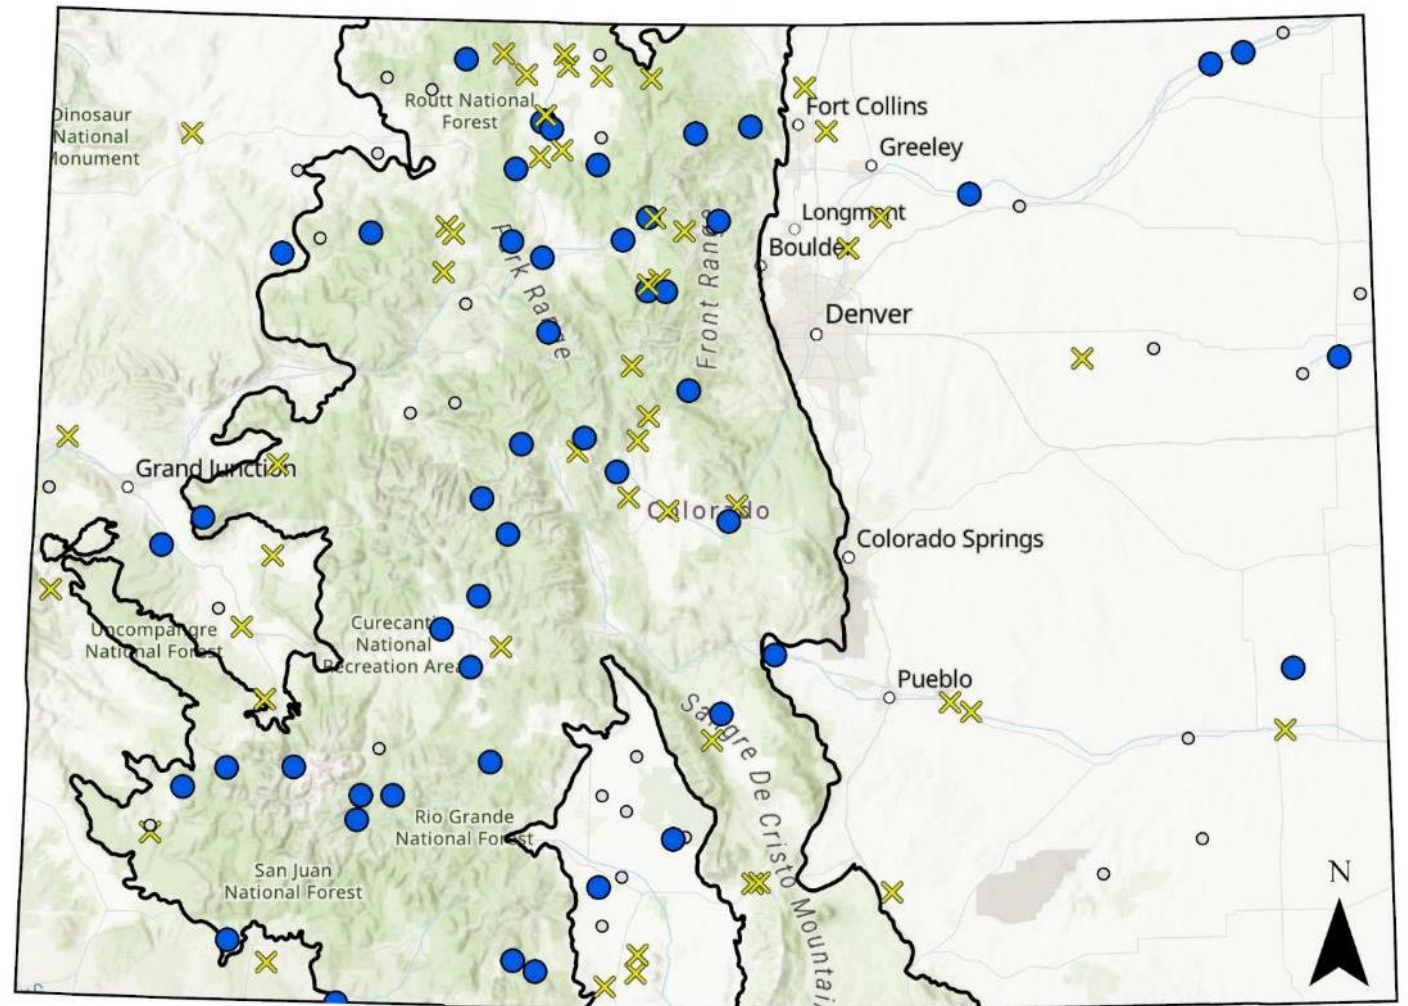 Dinosaur
National
Monument
Routt National
Forest
Fort Collins
Greeley
Longmont
Boulder
Park Range
Front Range
Denver
Grand Junction
Colorado
Colorado Springs
Uncompahgre
National Forest
Curecanti
National
Recreation Area
Pueblo
Sangre De Cristo Mountai
Rio Grande
National Forest
San Juan
National Forest
N